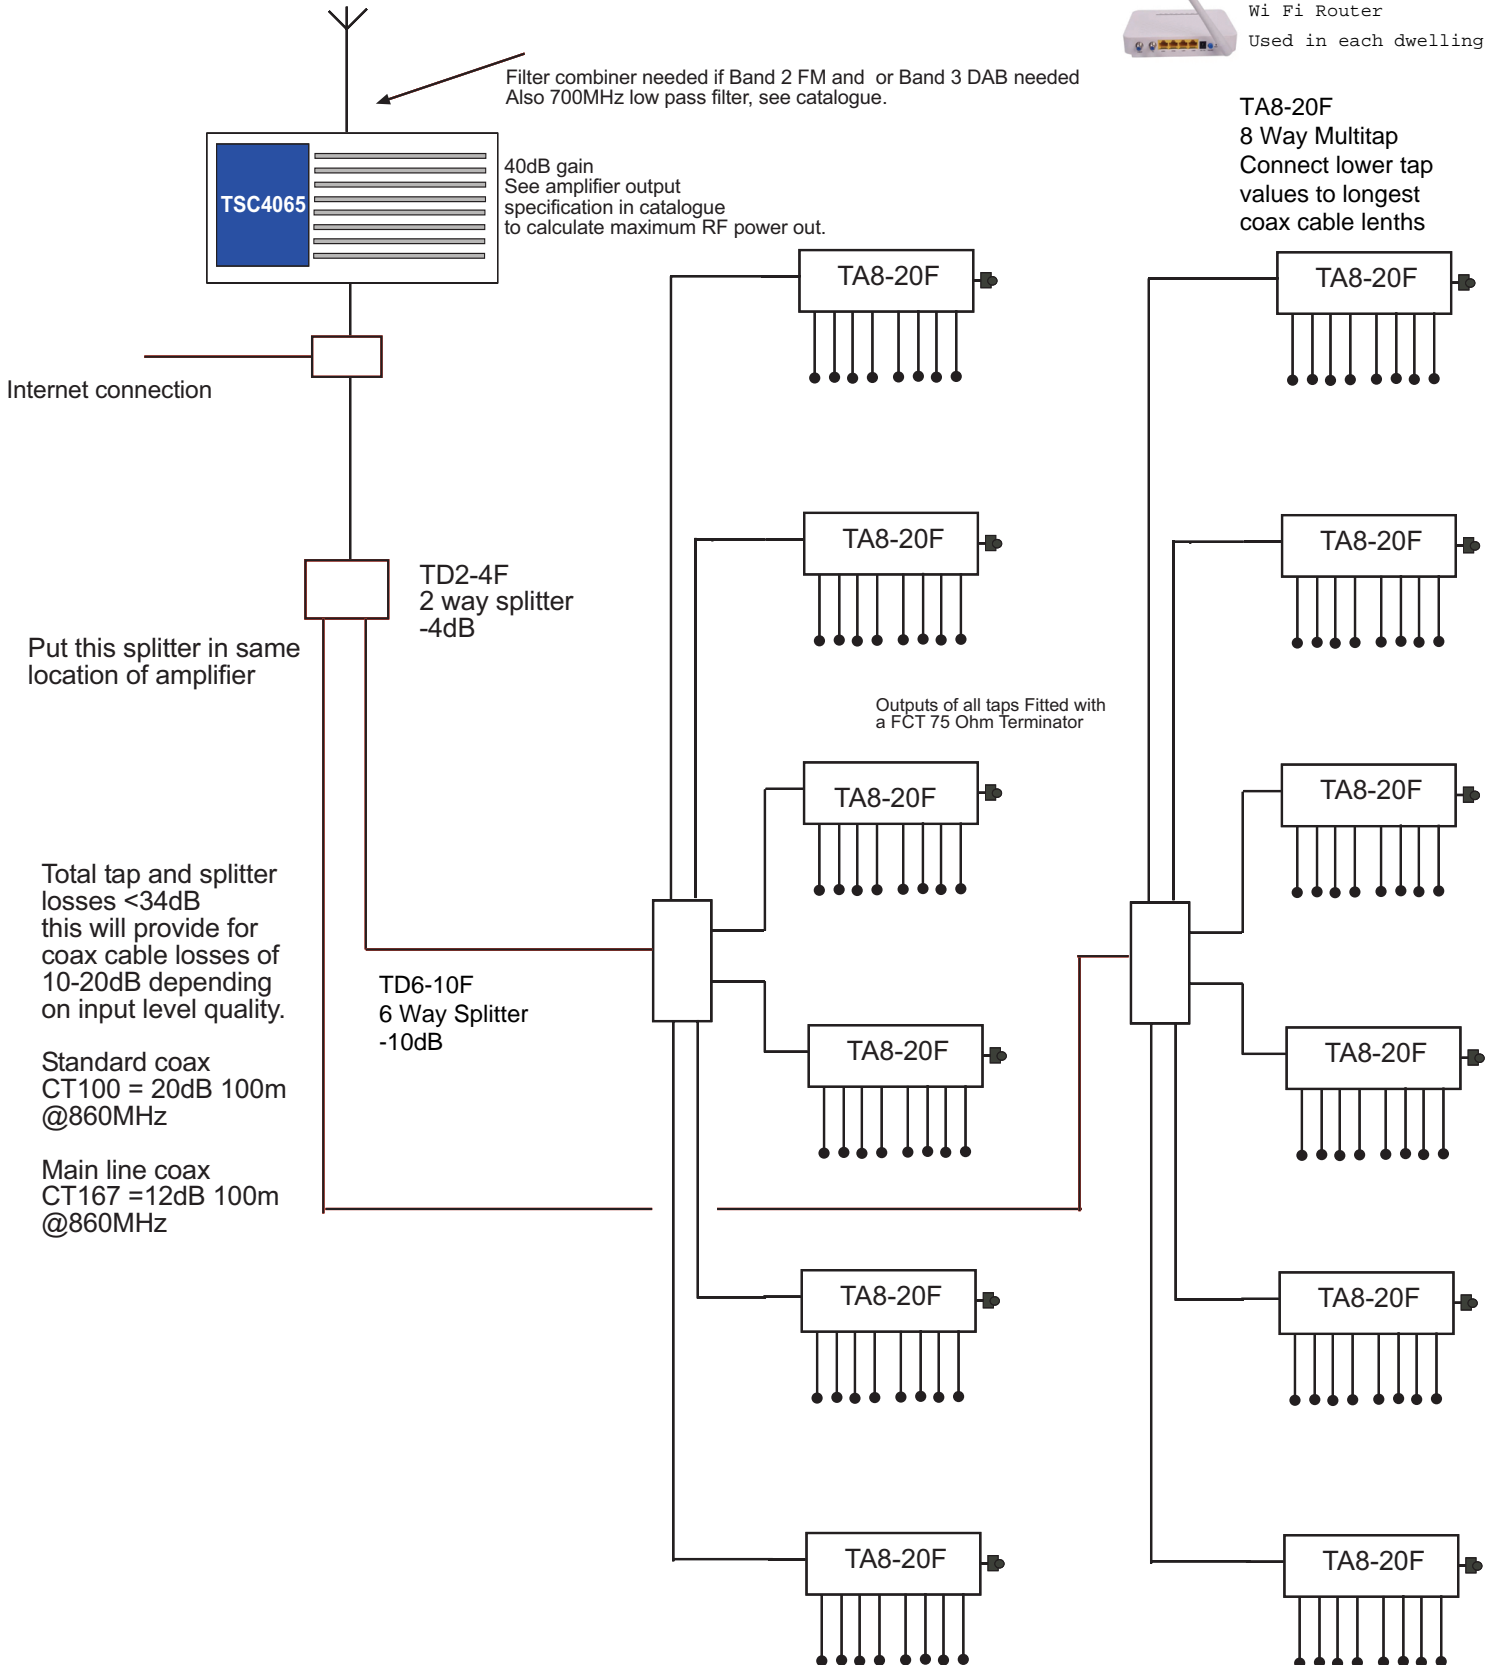 Wi Fi Router
Used in each dwelling
Filter combiner needed if Band 2 FM and  or Band 3 DAB needed
Also 700MHz low pass filter, see catalogue.
TA8-20F
8 Way Multitap
Connect lower tap
values to longest
coax cable lenths
TSC4065
40dB gain
See amplifier output
specification in catalogue
to calculate maximum RF power out.
TA8-20F
TA8-20F
Internet connection
TA8-20F
TA8-20F
TD2-4F
2 way splitter
-4dB
Put this splitter in same
location of amplifier
Outputs of all taps Fitted with
a FCT 75 Ohm Terminator
TA8-20F
TA8-20F
Total tap and splitter
losses <34dB
this will provide for
coax cable losses of
10-20dB depending
on input level quality.
TD6-10F
6 Way Splitter
-10dB
TA8-20F
TA8-20F
Standard coax
CT100 = 20dB 100m
@860MHz
Main line coax
CT167 =12dB 100m
@860MHz
TA8-20F
TA8-20F
TA8-20F
TA8-20F